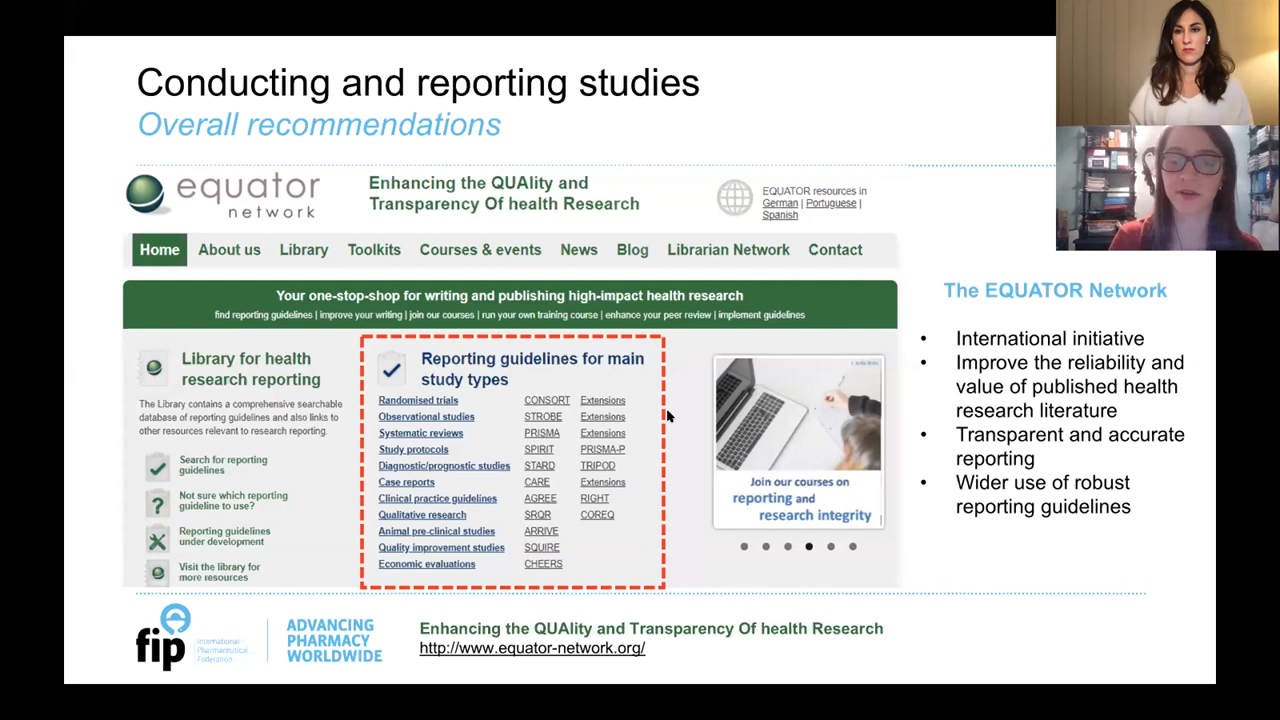 Conducting and reporting studies
Overall recommendations
equator
network
Enhancing the QUAlity and
Transparency Of health Research
EQUATOR resources in
German | Portuguese |
Spanish
Home About us Library Toolkits Courses & events News Blog Librarian Network Contact
Your one-stop-shop for writing and publishing high-impact health research
find reporting guidelines | improve your writing | join our courses | run your own training course | enhance your peer review | implement guidelines
Library for health
research reporting
The Library contains a comprehensive searchable
database of reporting guidelines and also links to
other resources relevant to research reporting.
Search for reporting
guidelines
Not sure which reporting
guideline to use?
Reporting guidelines
under development
Visit the library for
more resources
Reporting guidelines for main
study types
Randomised trials CONSORT Extensions
Observational studies STROBE Extensions
Systematic reviews PRISMA Extensions
Study protocols SPIRIT PRISMA-P
Diagnostic/prognostic studies STARD TRIPOD
Case reports CARE Extensions
Clinical practice guidelines AGREE RIGHT
Qualitative research SRQR COREQ
Animal pre-clinical studies ARRIVE
Quality improvement studies SQUIRE
Economic evaluations CHEERS
Join our courses on
reporting and
research integrity
The EQUATOR Network
• International initiative
• Improve the reliability and
value of published health
research literature
• Transparent and accurate
reporting
• Wider use of robust
reporting guidelines
fip
International
Pharmaceutical
Federation
ADVANCING
PHARMACY
WORLDWIDE
Enhancing the QUAlity and Transparency Of health Research
http://www.equator-network.org/